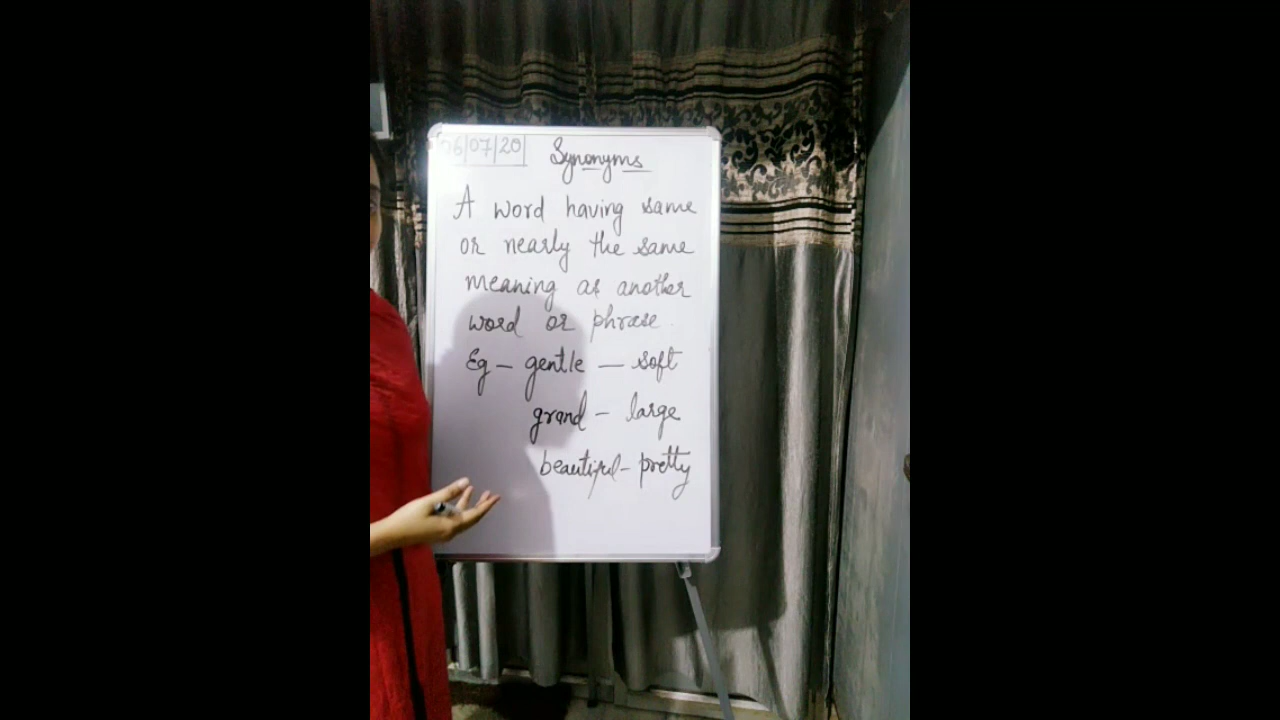 06/07/20
Synonyms
A word having same
or nearly the same
meaning as another
word or phrase.
Eg - gentle - soft
grand - large
beautiful - pretty